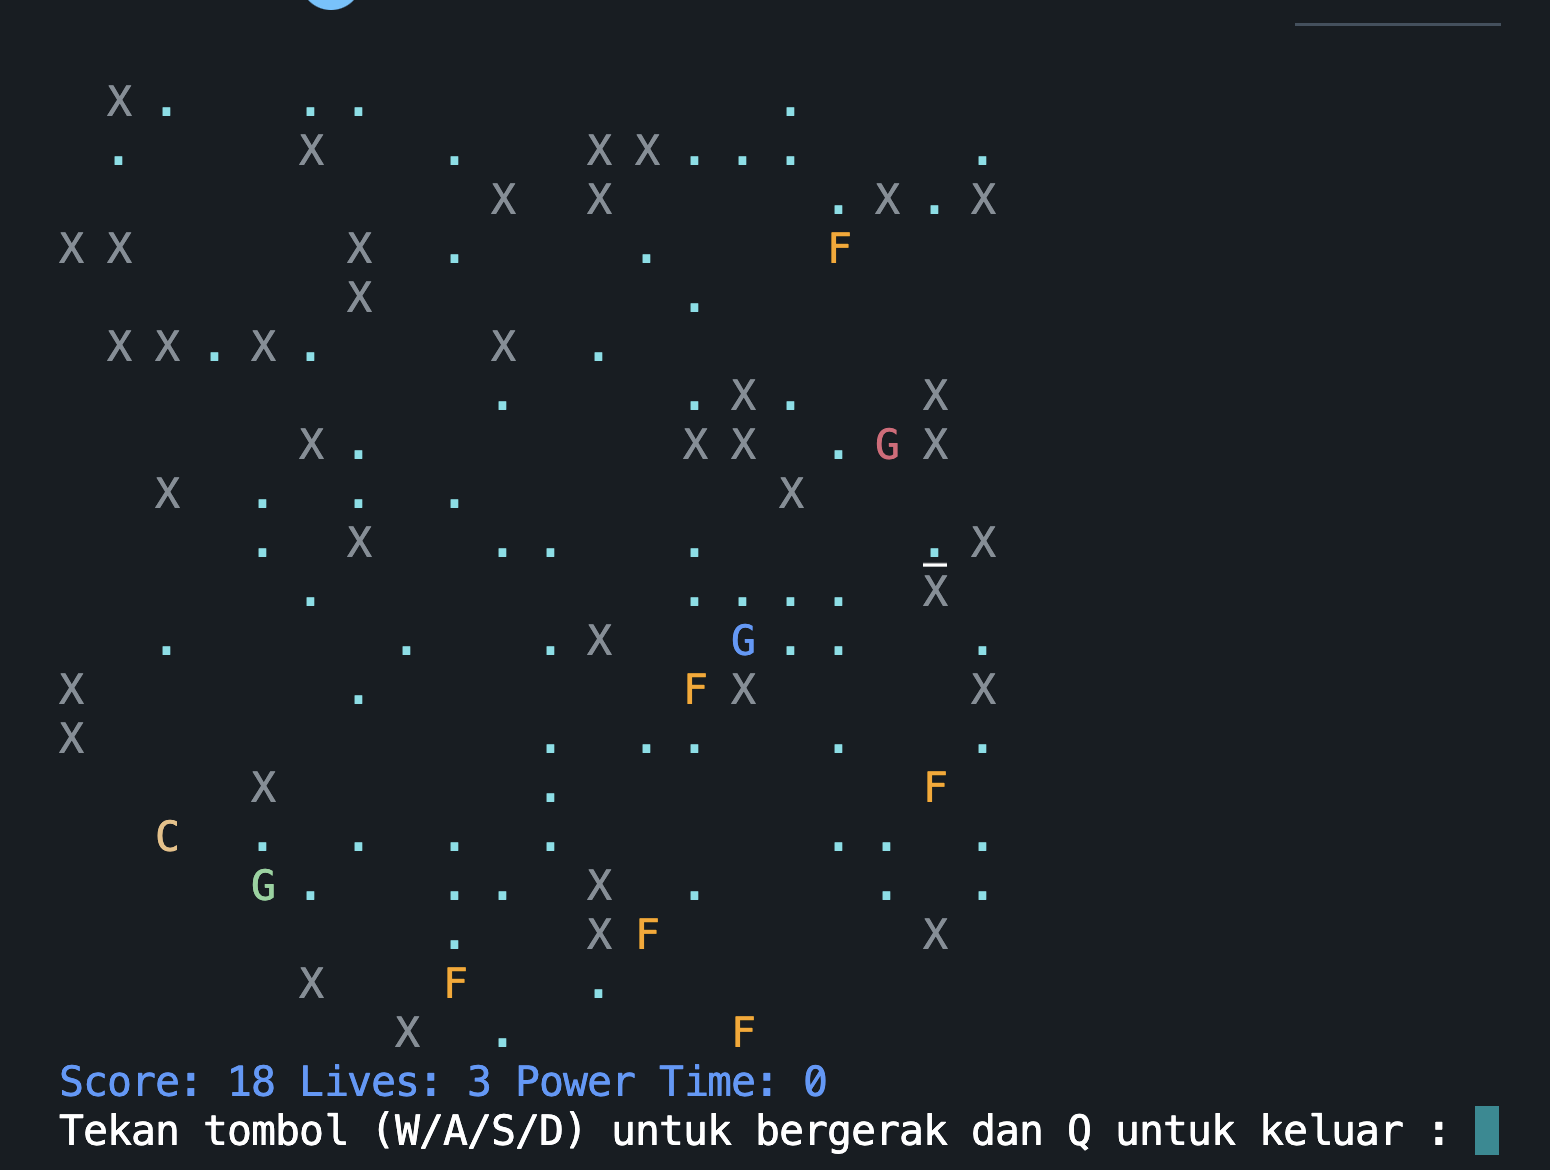 X . . . .
. X . X X . . . .
X X . X . X
X X X . . F
X .
X X . X . X .
. . X . X
X . X X . G X
X . . . X
. X . . . . X
. . . . . X
. . . X G . . .
X . F X X
X . . . . .
X . F
C . . . . . . .
G . . . X . . .
. X F X
X F .
X . F
Score: 18 Lives: 3 Power Time: 0
Tekan tombol (W/A/S/D) untuk bergerak dan Q untuk keluar :